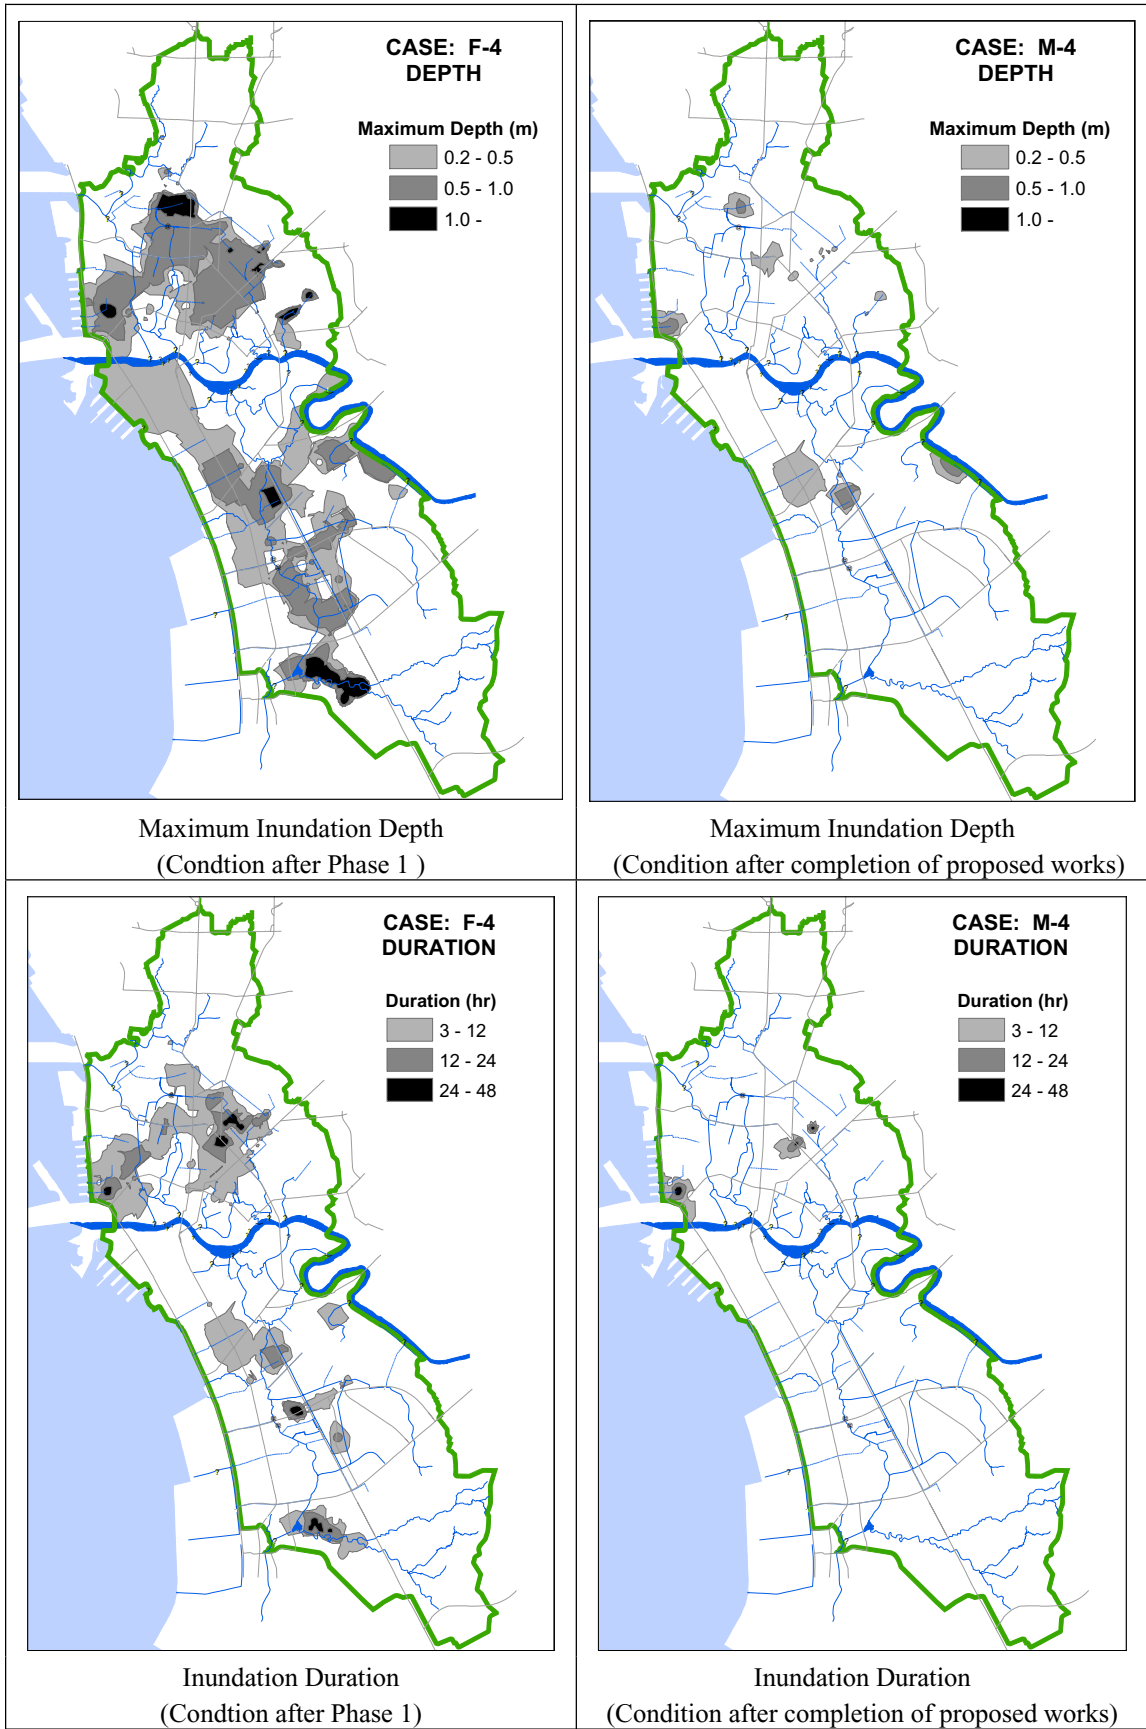 CASE: F-4
DEPTH
Maximum Depth (m)
0.2 - 0.5
0.5 - 1.0
1.0 -
Maximum Inundation Depth
(Condtion after Phase 1 )
CASE: M-4
DEPTH
Maximum Depth (m)
0.2 - 0.5
0.5 - 1.0
1.0 -
Maximum Inundation Depth
(Condition after completion of proposed works)
CASE: F-4
DURATION
Duration (hr)
3 - 12
12 - 24
24 - 48
Inundation Duration
(Condtion after Phase 1)
CASE: M-4
DURATION
Duration (hr)
3 - 12
12 - 24
24 - 48
Inundation Duration
(Condition after completion of proposed works)